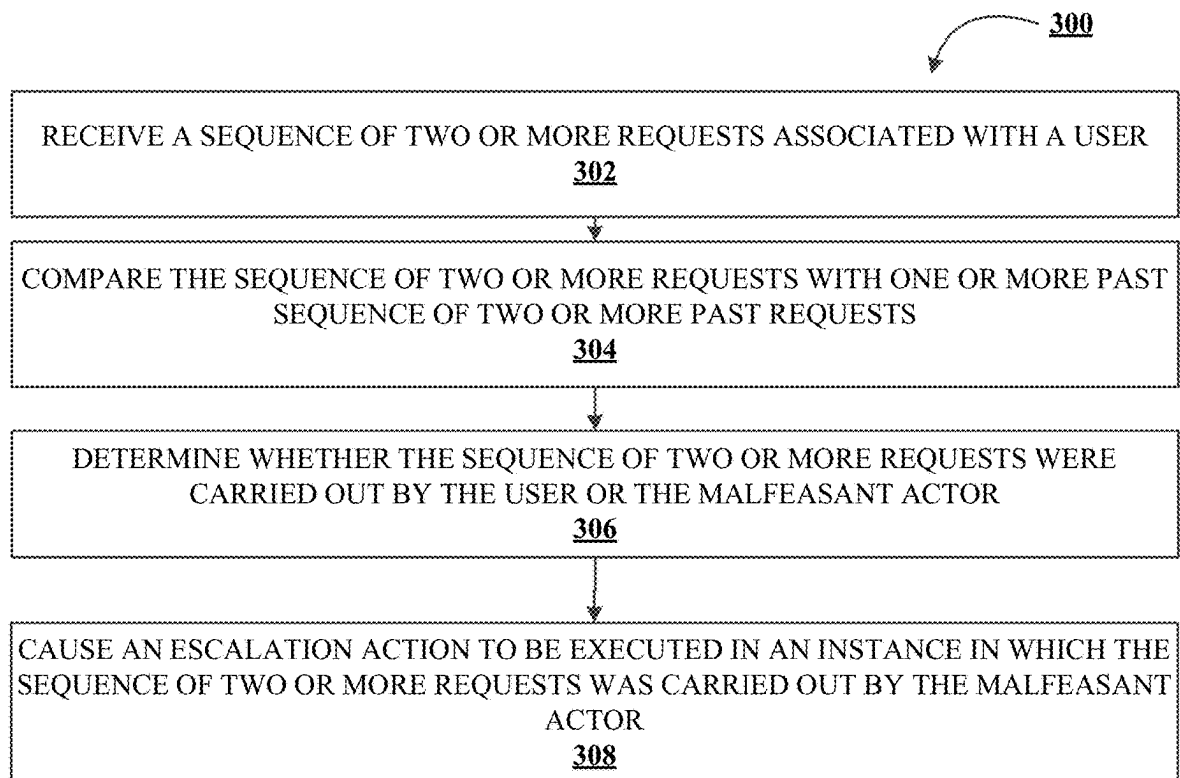 300
RECEIVE A SEQUENCE OF TWO OR MORE REQUESTS ASSOCIATED WITH A USER
302
COMPARE THE SEQUENCE OF TWO OR MORE REQUESTS WITH ONE OR MORE PAST
SEQUENCE OF TWO OR MORE PAST REQUESTS
304
DETERMINE WHETHER THE SEQUENCE OF TWO OR MORE REQUESTS WERE
CARRIED OUT BY THE USER OR THE MALFEASANT ACTOR
306
CAUSE AN ESCALATION ACTION TO BE EXECUTED IN AN INSTANCE IN WHICH THE
SEQUENCE OF TWO OR MORE REQUESTS WAS CARRIED OUT BY THE MALFEASANT
ACTOR
308